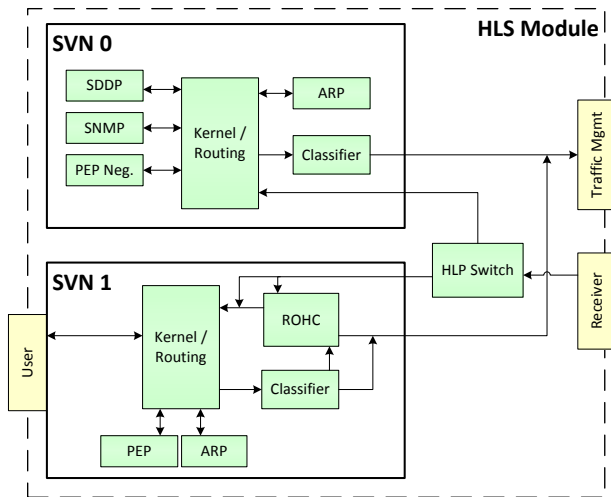 SVN 0
HLS Module
SDDP
SNMP
PEP Neg.
Kernel /
Routing
ARP
Classifier
Traffic Mgmt
HLP Switch
Receiver
SVN 1
User
Kernel /
Routing
ROHC
Classifier
PEP
ARP